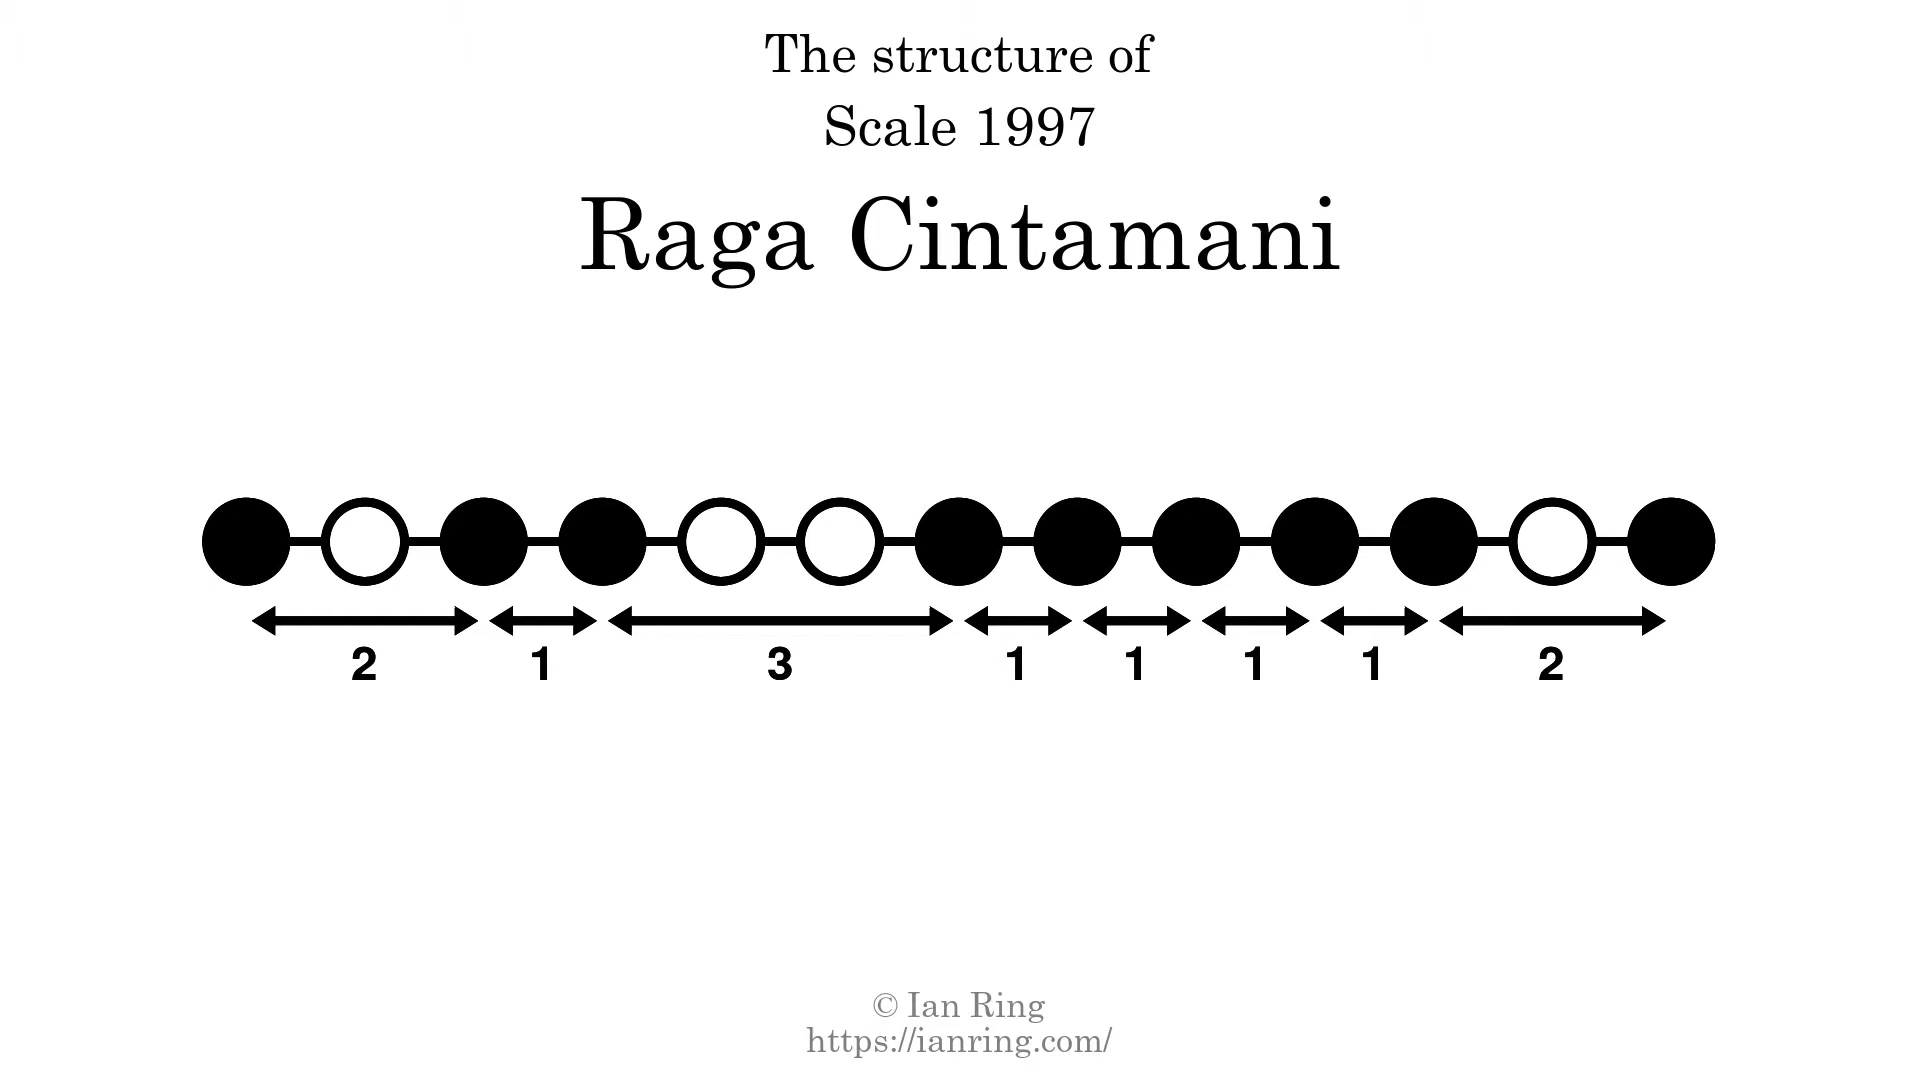 The structure of
Scale 1997
Raga Cintamani
2 1 3 1 1 1 1 2
© Ian Ring
https://ianring.com/